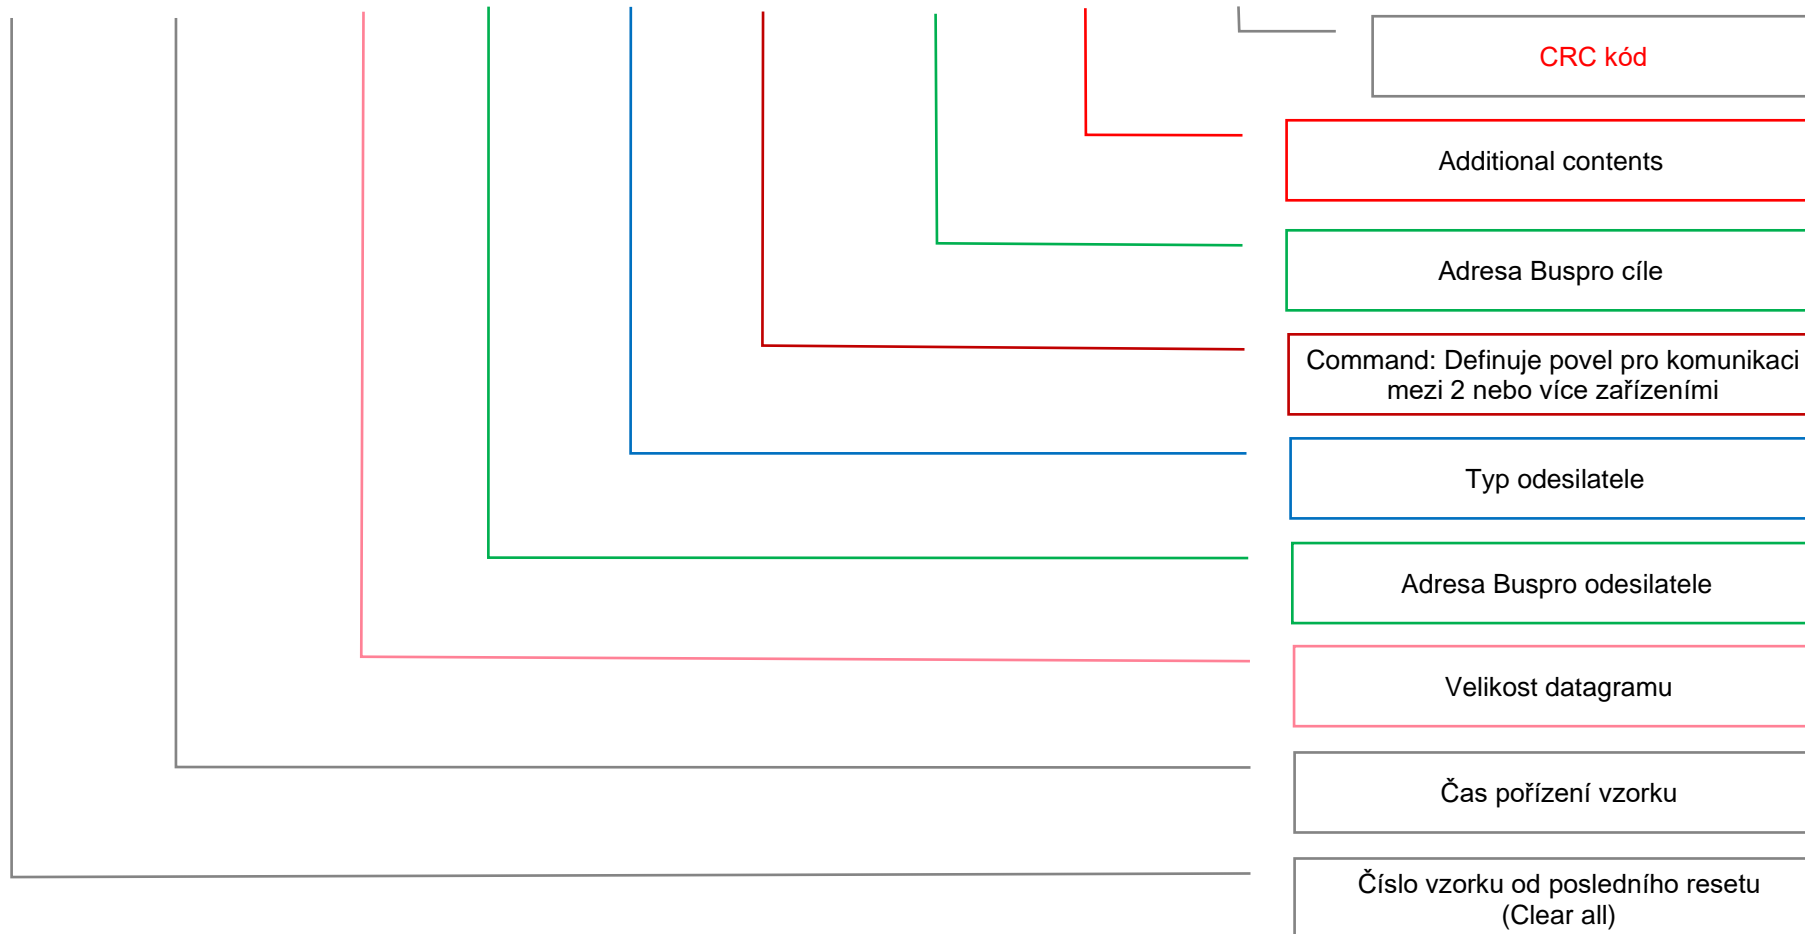 CRC kód
Additional contents
Adresa Buspro cíle
Command: Definuje povel pro komunikaci
mezi 2 nebo více zařízeními
Typ odesilatele
Adresa Buspro odesilatele
Velikost datagramu
Čas pořízení vzorku
Číslo vzorku od posledního resetu
(Clear all)